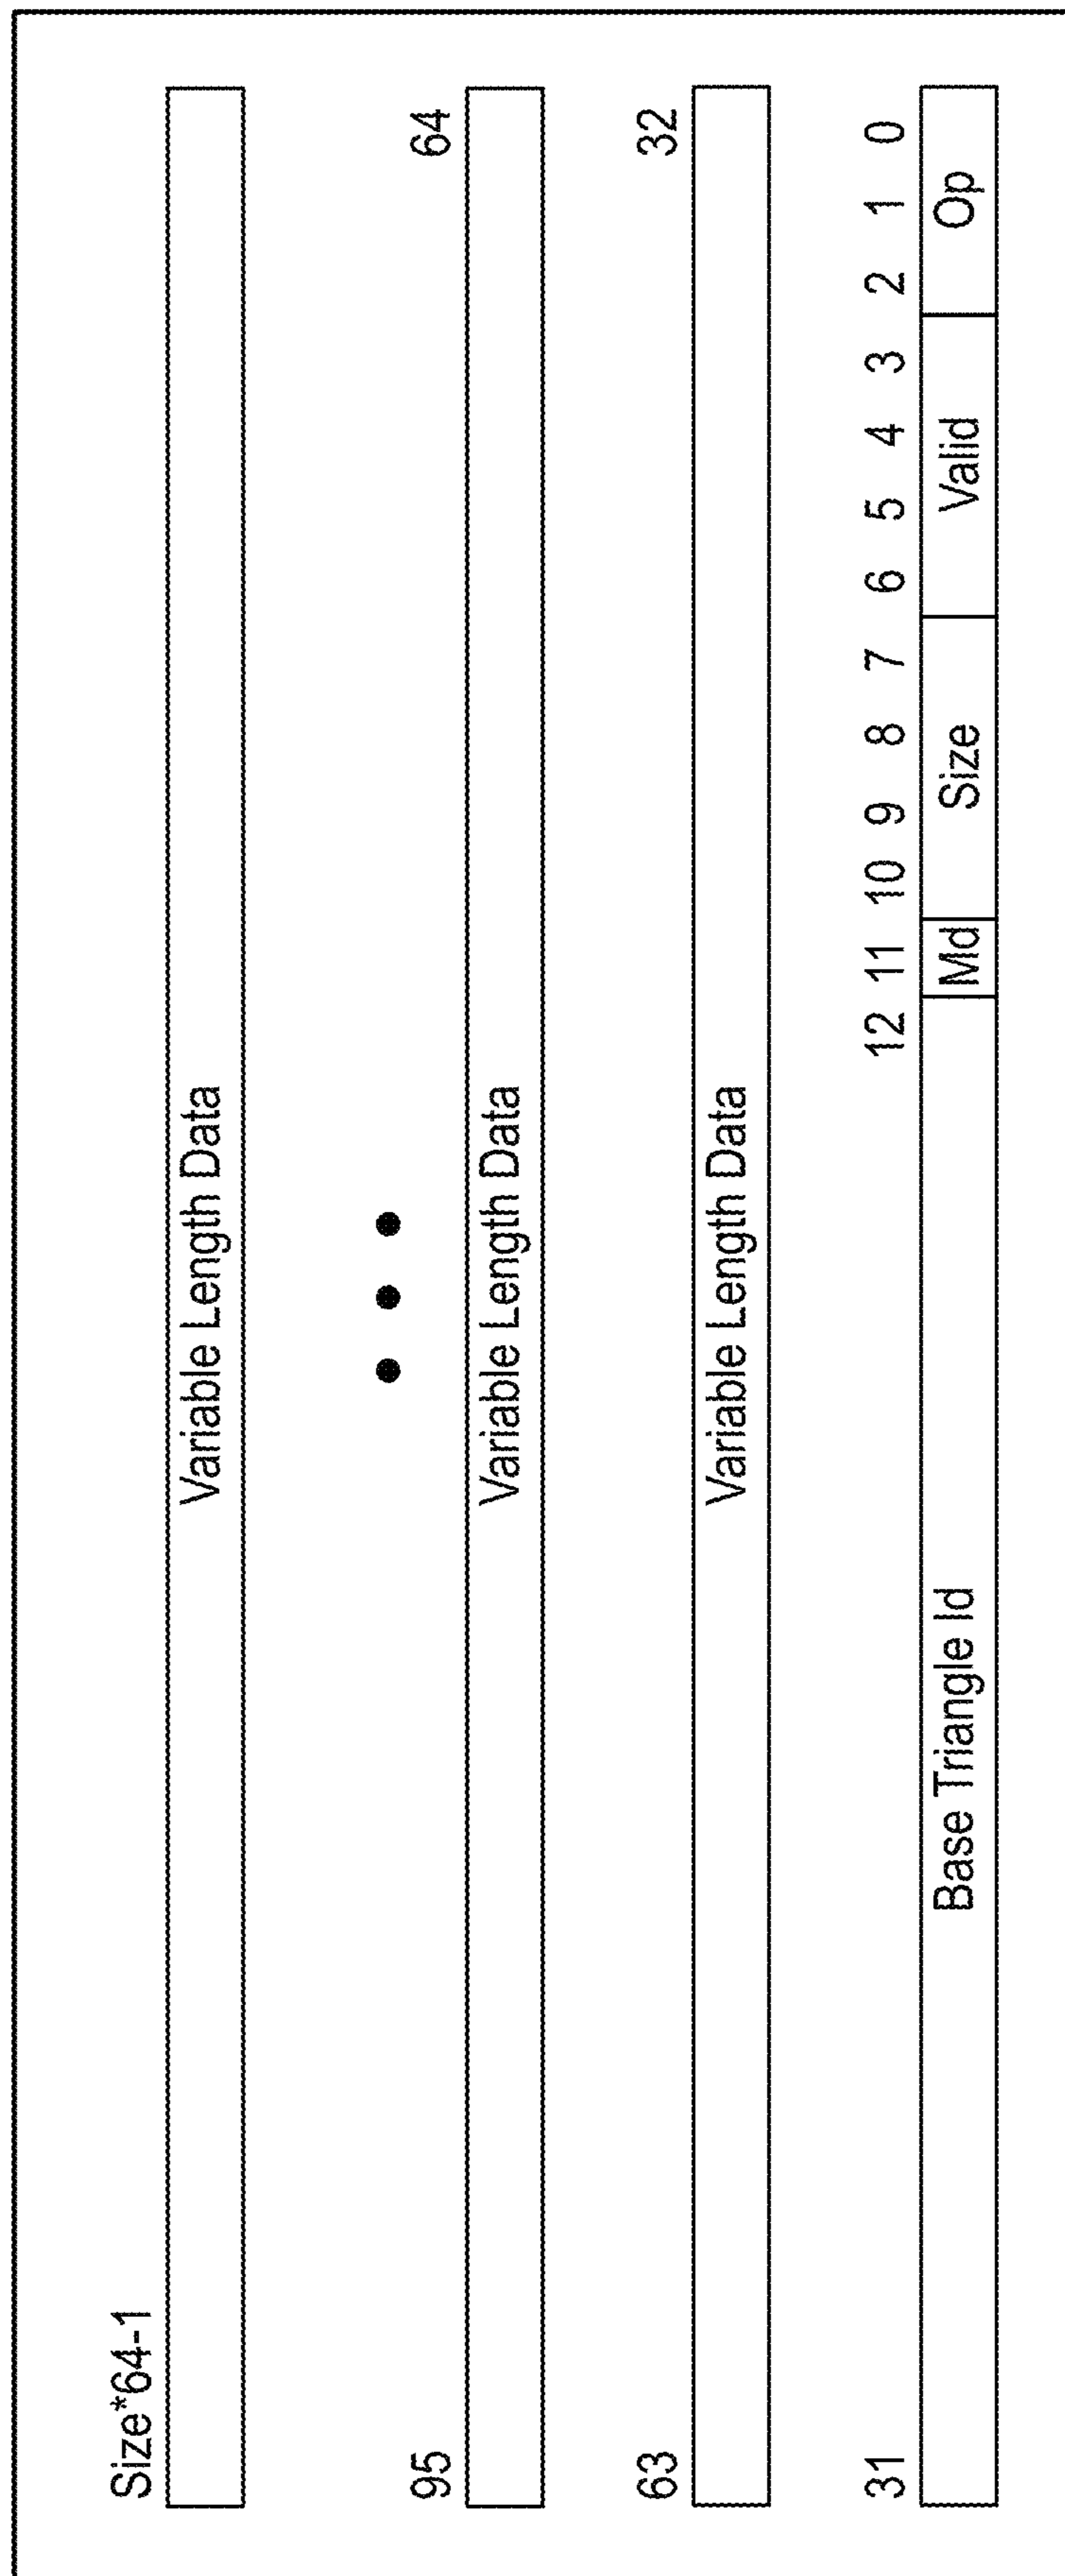 Size*64-1
Variable Length Data
95 64
Variable Length Data
63 32
Variable Length Data
31 12 11 10 9 8 7 6 5 4 3 2 1 0
Base Triangle Id Md Size Valid Op